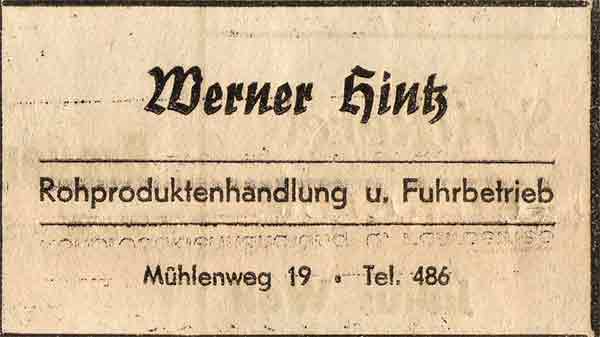 Werner Hintz
Rohproduktenhandlung u. Fuhrbetrieb
Mühlenweg 19 • Tel. 486